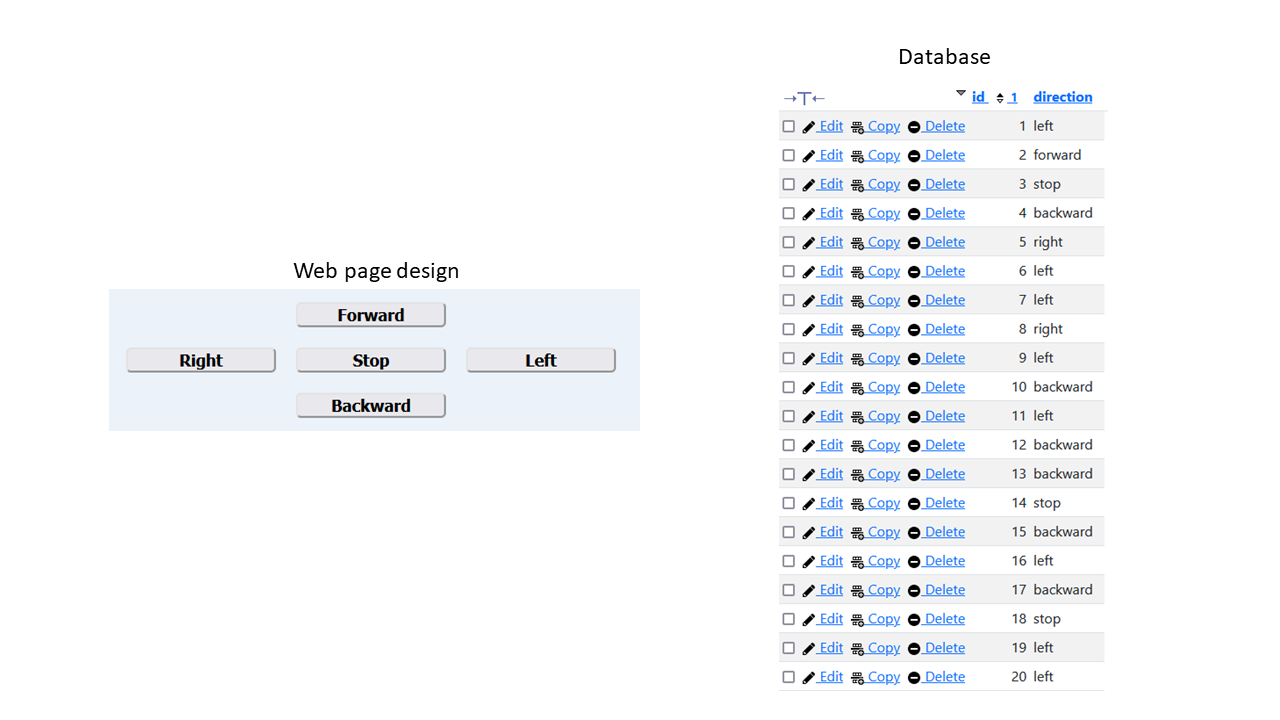 Database
id 1 direction
Edit Copy Delete 1 left
Edit Copy Delete 2 forward
Edit Copy Delete 3 stop
Edit Copy Delete 4 backward
Edit Copy Delete 5 right
Edit Copy Delete 6 left
Edit Copy Delete 7 left
Edit Copy Delete 8 right
Edit Copy Delete 9 left
Edit Copy Delete 10 backward
Edit Copy Delete 11 left
Edit Copy Delete 12 backward
Edit Copy Delete 13 backward
Edit Copy Delete 14 stop
Edit Copy Delete 15 backward
Edit Copy Delete 16 left
Edit Copy Delete 17 backward
Edit Copy Delete 18 stop
Edit Copy Delete 19 left
Edit Copy Delete 20 left
Web page design
Forward
Right Stop Left
Backward